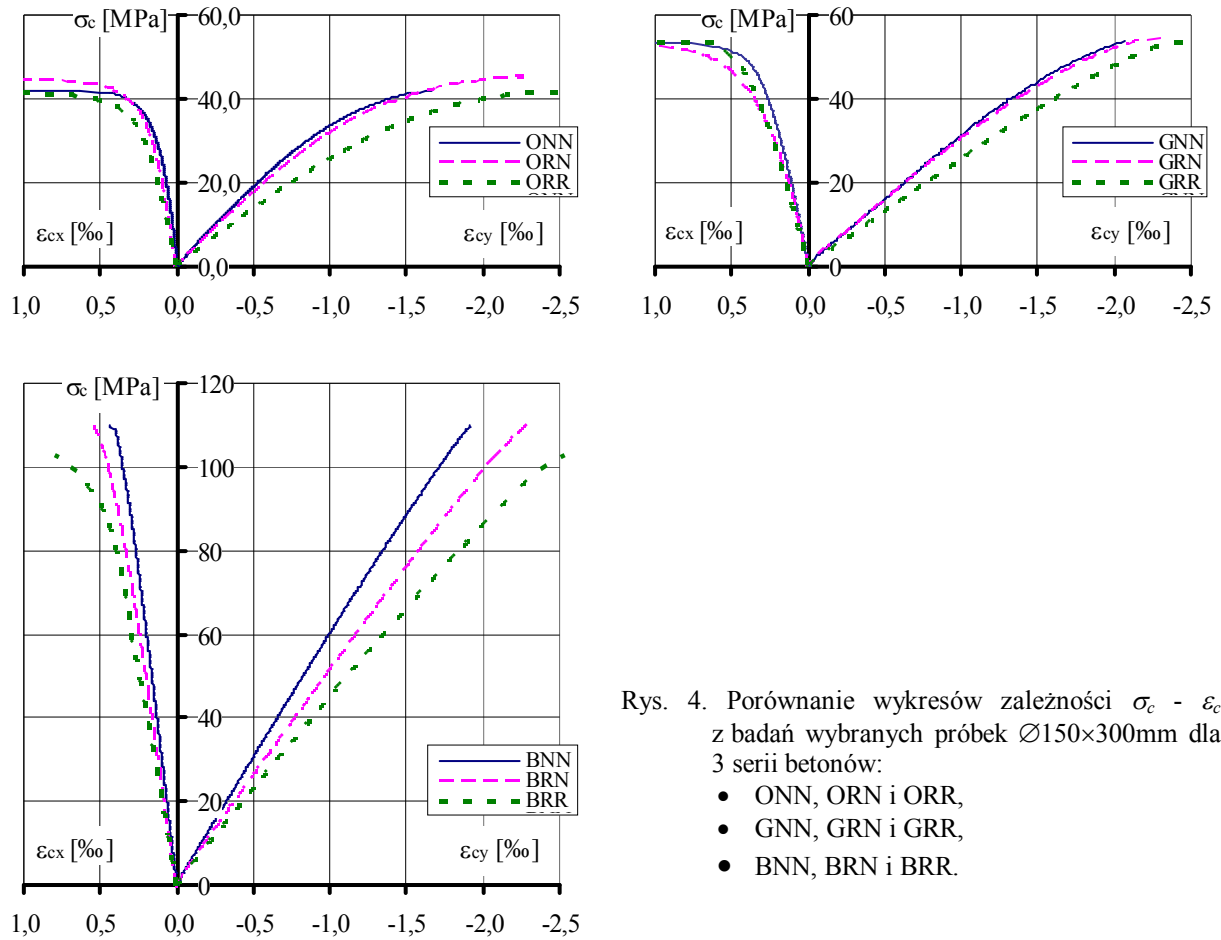 σc [MPa]
60,0
40,0
20,0
0,0
ONN
ORN
ORR
εcx [‰]
εcy [‰]
1,0 0,5 0,0 -0,5 -1,0 -1,5 -2,0 -2,5
σc [MPa]
60
40
20
0
GNN
GRN
GRR
εcx [‰]
εcy [‰]
1,0 0,5 0,0 -0,5 -1,0 -1,5 -2,0 -2,5
σc [MPa]
120
100
80
60
40
20
0
BNN
BRN
BRR
εcx [‰]
εcy [‰]
1,0 0,5 0,0 -0,5 -1,0 -1,5 -2,0 -2,5
Rys. 4. Porównanie wykresów zależności σc - εc
z badań wybranych próbek ∅150×300mm dla
3 serii betonów:
• ONN, ORN i ORR,
• GNN, GRN i GRR,
• BNN, BRN i BRR.